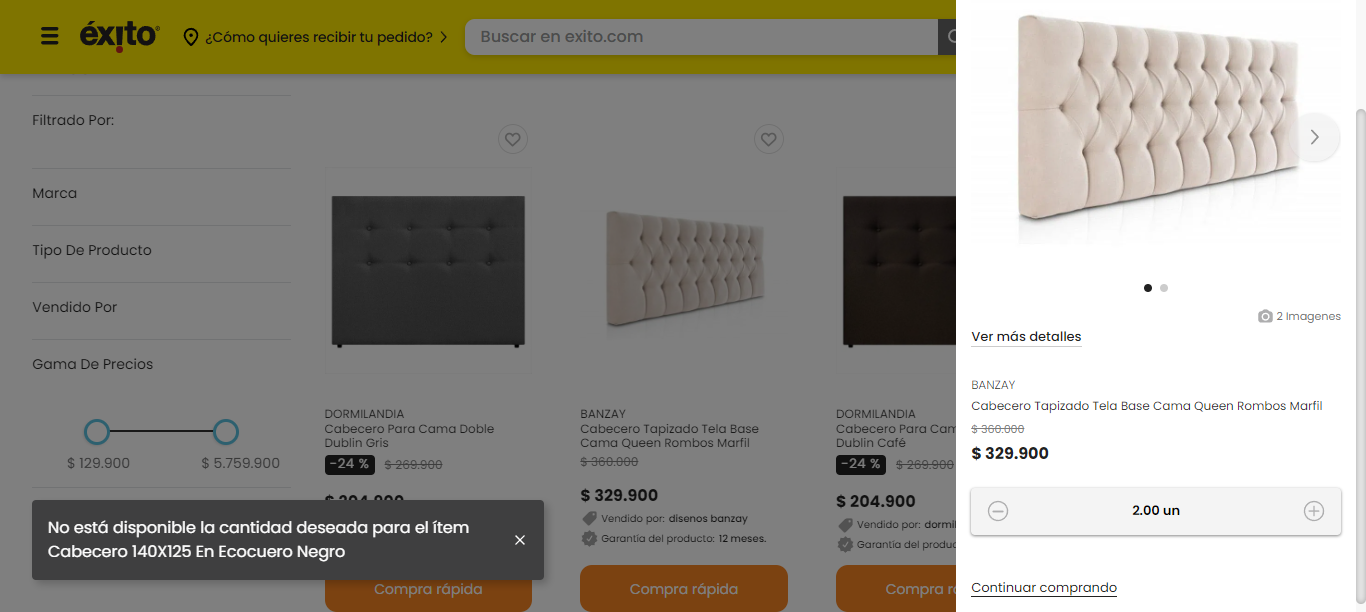 éxito
¿Cómo quieres recibir tu pedido?
Buscar en exito.com
Filtrado Por:
Marca
Tipo De Producto
Vendido Por
Gama De Precios
$ 129.900
$ 5.759.900
DORMILANDIA
Cabecero Para Cama Doble
Dublin Gris
-24 % $ 269.900
$ 204.900
BANZAY
Cabecero Tapizado Tela Base
Cama Queen Rombos Marfil
$ 360.000
$ 329.900
Vendido por: disenos banzay
Garantía del producto: 12 meses.
Compra rápida
Compra rápida
DORMILANDIA
Cabecero Para Cam
Dublin Café
-24 % $ 269.900
$ 204.900
Vendido por: dormil
Garantía del produc
Compra ra
No está disponible la cantidad deseada para el ítem
Cabecero 140X125 En Ecocuero Negro
2 Imagenes
Ver más detalles
BANZAY
Cabecero Tapizado Tela Base Cama Queen Rombos Marfil
$ 360.000
$ 329.900
2.00 un
Continuar comprando